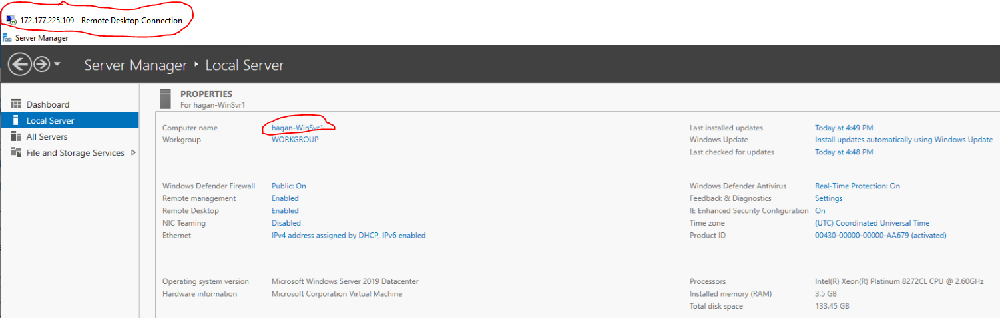 172.177.225.109 - Remote Desktop Connection
Server Manager
Server Manager ‣ Local Server
Dashboard
Local Server
All Servers
File and Storage Services
PROPERTIES
For hagan-WinSvr1
Computer name hagan-WinSvr1
Workgroup WORKGROUP
Last installed updates Today at 4:49 PM
Windows Update Install updates automatically using Windows Update
Last checked for updates Today at 4:48 PM
Windows Defender Firewall Public: On
Remote management Enabled
Remote Desktop Enabled
NIC Teaming Disabled
Ethernet IPv4 address assigned by DHCP, IPv6 enabled
Windows Defender Antivirus Real-Time Protection: On
Feedback & Diagnostics Settings
IE Enhanced Security Configuration On
Time zone (UTC) Coordinated Universal Time
Product ID 00430-00000-00000-AA679 (activated)
Operating system version Microsoft Windows Server 2019 Datacenter
Hardware information Microsoft Corporation Virtual Machine
Processors Intel(R) Xeon(R) Platinum 8272CL CPU @ 2.60GHz
Installed memory (RAM) 3.5 GB
Total disk space 133.45 GB